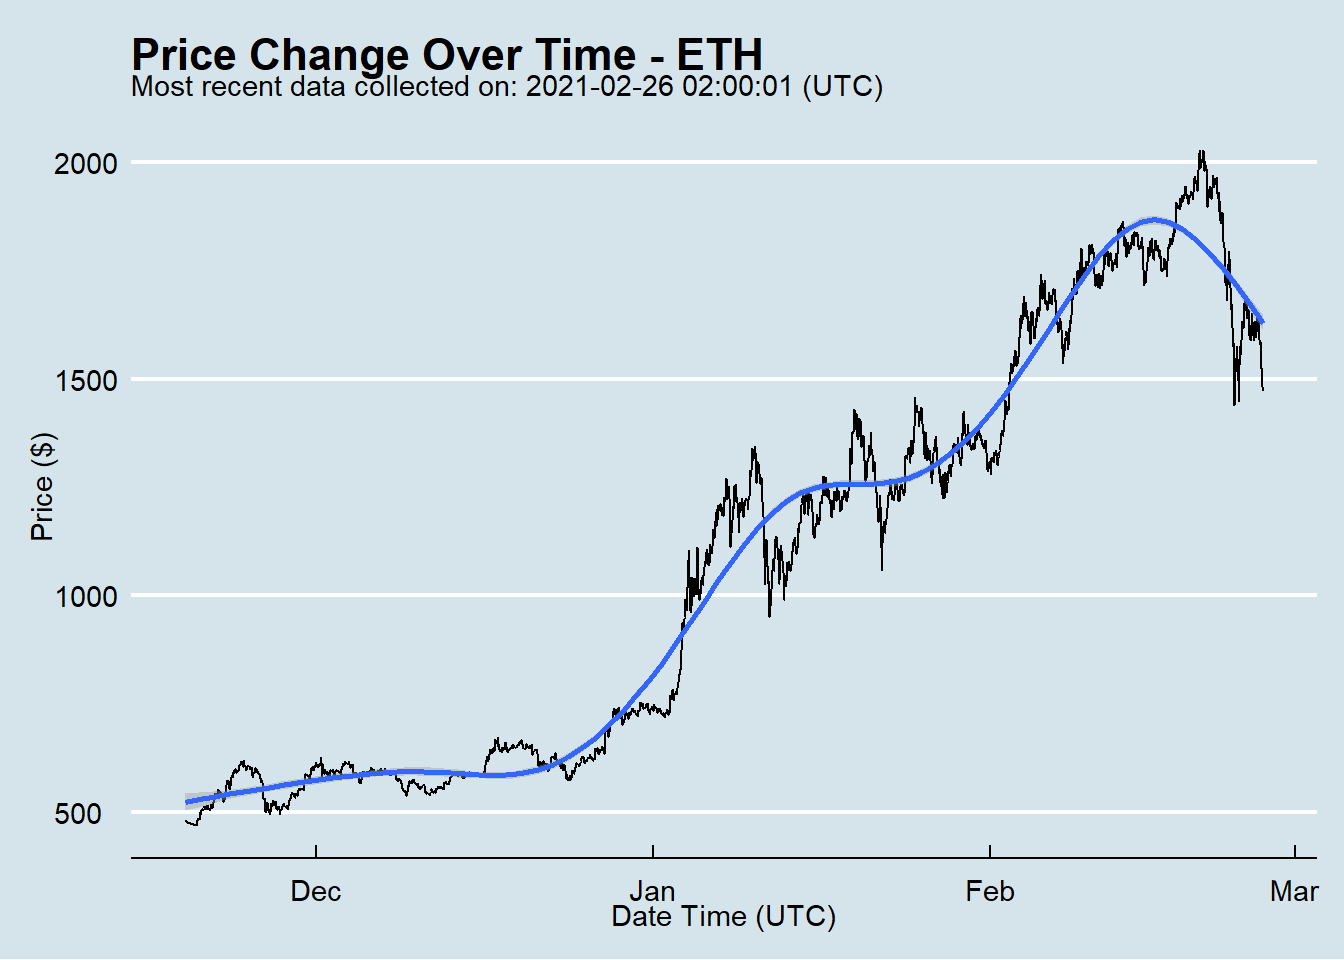 Price Change Over Time - ETH
Most recent data collected on: 2021-02-26 02:00:01 (UTC)
2000
1500
1000
500
Price ($)
Dec Jan Feb Mar
Date Time (UTC)